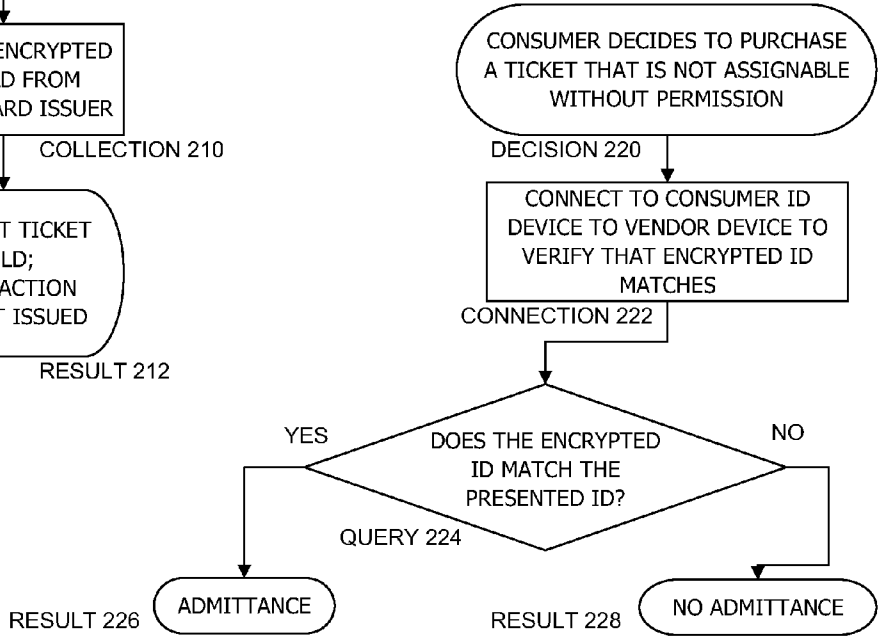 ENCRYPTED
FROM
ISSUER
COLLECTION 210
TICKET
ISSUED
RESULT 212
CONSUMER DECIDES TO PURCHASE
A TICKET THAT IS NOT ASSIGNABLE
WITHOUT PERMISSION
DECISION 220
CONNECT TO CONSUMER ID
DEVICE TO VENDOR DEVICE TO
VERIFY THAT ENCRYPTED ID
MATCHES
CONNECTION 222
DOES THE ENCRYPTED
ID MATCH THE
PRESENTED ID?
YES
NO
QUERY 224
ADMITTANCE
RESULT 226
NO ADMITTANCE
RESULT 228